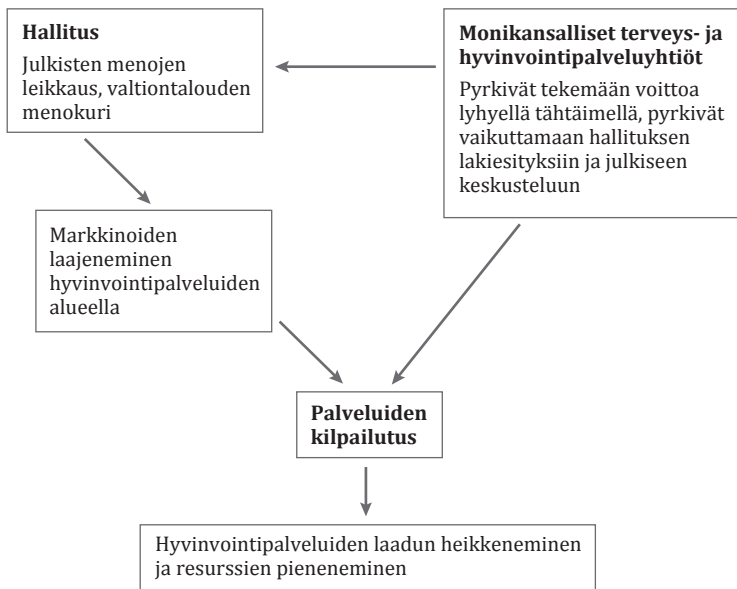 Hallitus
Julkisten menojen
leikkaus, valtiontalouden
menokuri
Monikansalliset terveys- ja
hyvinvointipalveluyhtiöt
Pyrkivät tekemään voittoa
lyhyellä tähtäimellä, pyrkivät
vaikuttamaan hallituksen
lakiesityksiin ja julkiseen
keskusteluun
Markkinoiden
laajeneminen
hyvinvointipalveluiden
alueella
Palveluiden
kilpailutus
Hyvinvointipalveluiden laadun heikkeneminen
ja resurssien pieneneminen